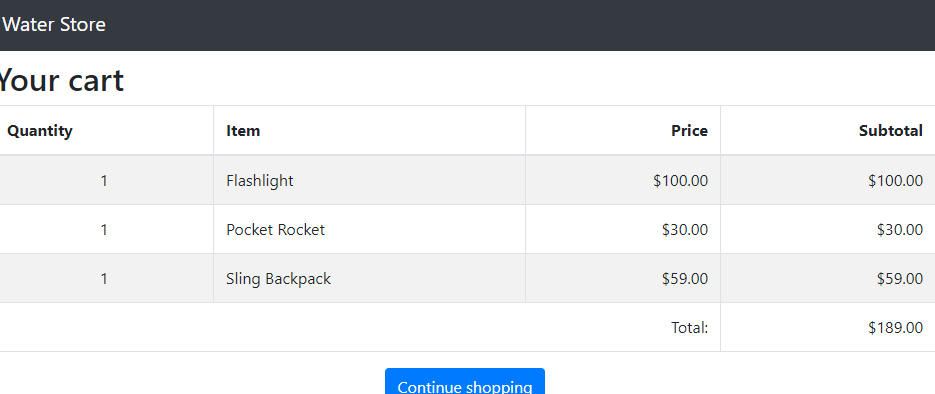 Water Store
Your cart
Quantity Item Price Subtotal
1 Flashlight $100.00 $100.00
1 Pocket Rocket $30.00 $30.00
1 Sling Backpack $59.00 $59.00
Total: $189.00
Continue shopping